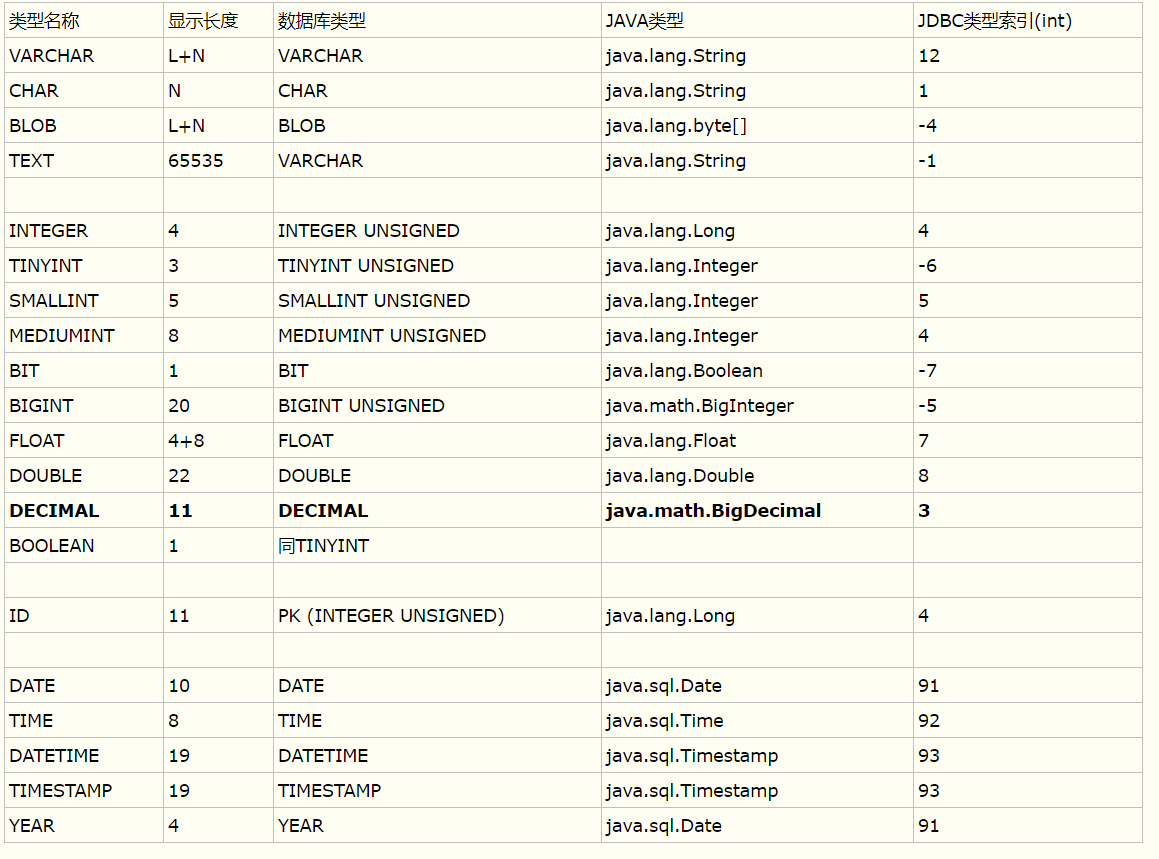 类型名称 显示长度 数据库类型 JAVA类型 JDBC类型索引(int)
VARCHAR L+N VARCHAR java.lang.String 12
CHAR N CHAR java.lang.String 1
BLOB L+N BLOB java.lang.byte[] -4
TEXT 65535 VARCHAR java.lang.String -1
INTEGER 4 INTEGER UNSIGNED java.lang.Long 4
TINYINT 3 TINYINT UNSIGNED java.lang.Integer -6
SMALLINT 5 SMALLINT UNSIGNED java.lang.Integer 5
MEDIUMINT 8 MEDIUMINT UNSIGNED java.lang.Integer 4
BIT 1 BIT java.lang.Boolean -7
BIGINT 20 BIGINT UNSIGNED java.math.BigInteger -5
FLOAT 4+8 FLOAT java.lang.Float 7
DOUBLE 22 DOUBLE java.lang.Double 8
DECIMAL 11 DECIMAL java.math.BigDecimal 3
BOOLEAN 1 同TINYINT
ID 11 PK (INTEGER UNSIGNED) java.lang.Long 4
DATE 10 DATE java.sql.Date 91
TIME 8 TIME java.sql.Time 92
DATETIME 19 DATETIME java.sql.Timestamp 93
TIMESTAMP 19 TIMESTAMP java.sql.Timestamp 93
YEAR 4 YEAR java.sql.Date 91